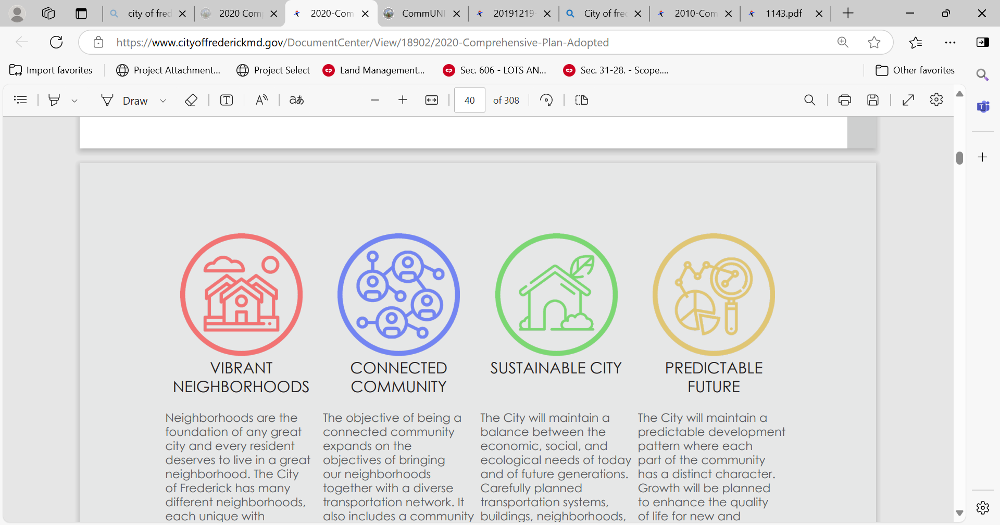 city of fred
2020 Com
2020-Com
CommUN
20191219-
City of fre
2010-Com
1143.pdf
https://www.cityoffrederickmd.gov/DocumentCenter/View/18902/2020-Comprehensive-Plan-Adopted
Import favorites
Project Attachment...
Project Select
Land Management...
Sec. 606 - LOTS AN...
Sec. 31-28. - Scope....
Other favorites
Draw
40
of 308
VIBRANT
NEIGHBORHOODS
Neighborhoods are the
foundation of any great
city and every resident
deserves to live in a great
neighborhood. The City
of Frederick has many
different neighborhoods,
each unique with
CONNECTED
COMMUNITY
The objective of being a
connected community
expands on the
objectives of bringing
our neighborhoods
together with a diverse
transportation network. It
also includes a community
SUSTAINABLE CITY
The City will maintain a
balance between the
economic, social, and
ecological needs of today
and of future generations.
Carefully planned
transportation systems,
buildings, neighborhoods,
PREDICTABLE
FUTURE
The City will maintain a
predictable development
pattern where each
part of the community
has a distinct character.
Growth will be planned
to enhance the quality
of life for new and